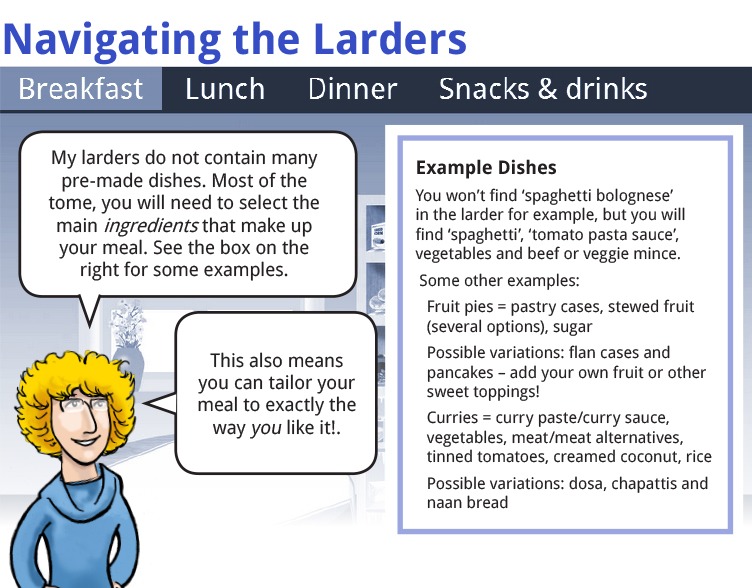 Navigating the Larders
Breakfast Lunch Dinner Snacks & drinks
My larders do not contain many
pre-made dishes. Most of the
tome, you will need to select the
main ingredients that make up
your meal. See the box on the
right for some examples.
This also means
you can tailor your
meal to exactly the
way you like it!.
Example Dishes
You won’t find ‘spaghetti bolognese’
in the larder for example, but you will
find ‘spaghetti’, ‘tomato pasta sauce’,
vegetables and beef or veggie mince.
Some other examples:
Fruit pies = pastry cases, stewed fruit
(several options), sugar
Possible variations: flan cases and
pancakes – add your own fruit or other
sweet toppings!
Curries = curry paste/curry sauce,
vegetables, meat/meat alternatives,
tinned tomatoes, creamed coconut, rice
Possible variations: dosa, chapattis and
naan bread